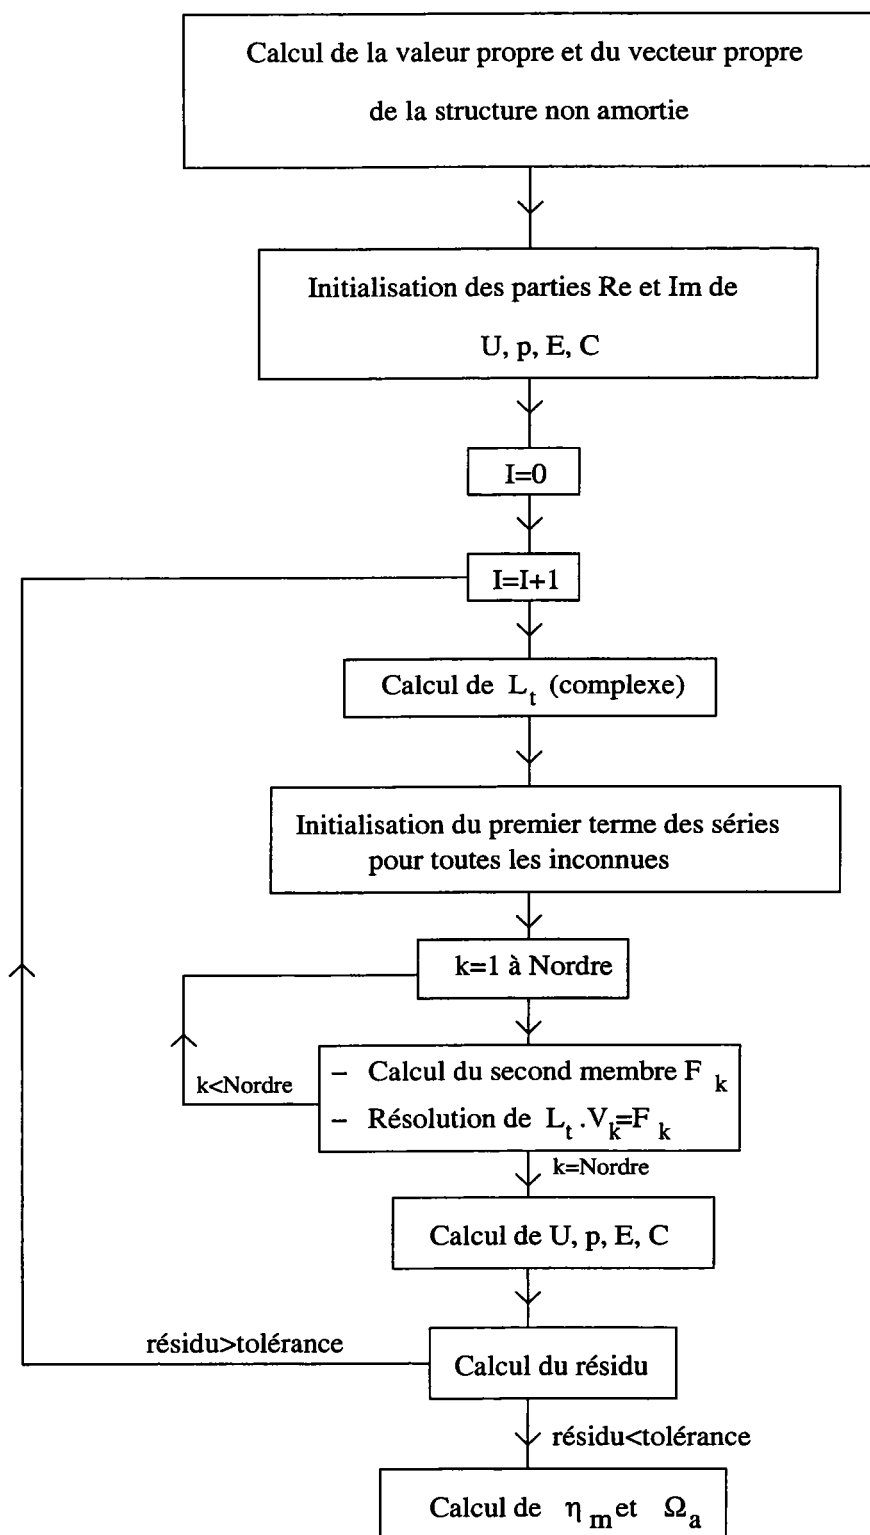 Calcul de la valeur propre et du vecteur propre
de la structure non amortie
Initialisation des parties Re et Im de
U, p, E, C
I=0
I=I+1
Calcul de L_t (complexe)
Initialisation du premier terme des séries
pour toutes les inconnues
k=1 à Nordre
k<Nordre
– Calcul du second membre F_k
– Résolution de L_t.V_k=F_k
k=Nordre
Calcul de U, p, E, C
résidu>tolérance
Calcul du résidu
résidu<tolérance
Calcul de η_m et Ω_a